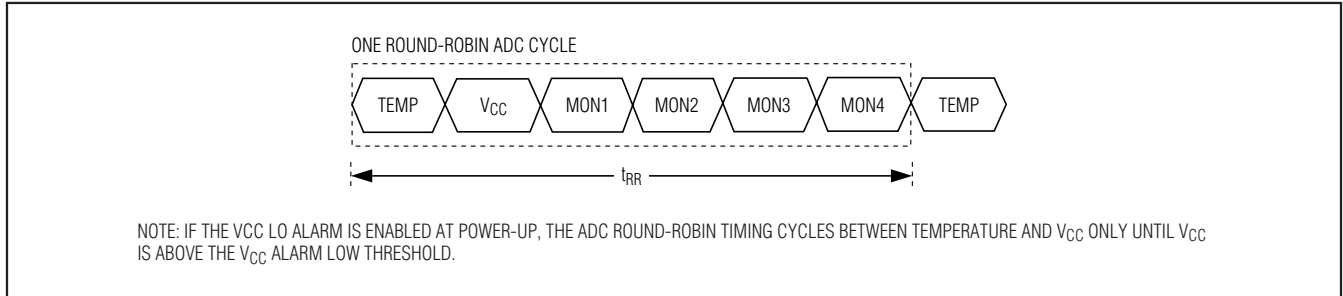 ONE ROUND-ROBIN ADC CYCLE
TEMP VCC MON1 MON2 MON3 MON4 TEMP
tRR
NOTE: IF THE VCC LO ALARM IS ENABLED AT POWER-UP, THE ADC ROUND-ROBIN TIMING CYCLES BETWEEN TEMPERATURE AND VCC ONLY UNTIL VCC
IS ABOVE THE VCC ALARM LOW THRESHOLD.